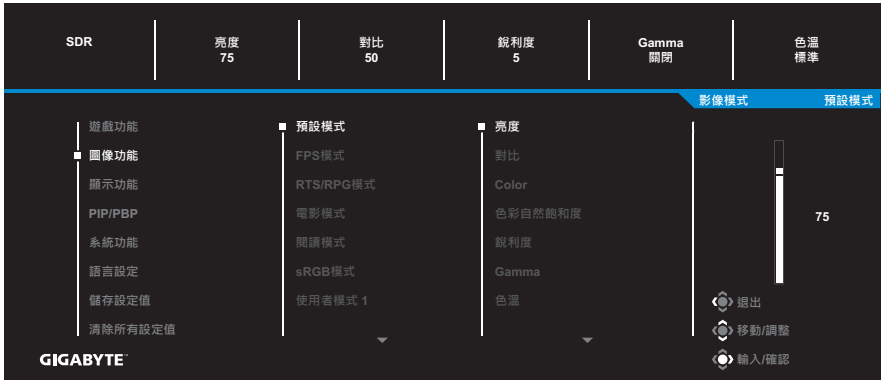 SDR
亮度
75
對比
50
銳利度
5
Gamma
關閉
色溫
標準
影像模式 預設模式
遊戲功能
圖像功能
顯示功能
PIP/PBP
系統功能
語言設定
儲存設定值
清除所有設定值
預設模式
FPS模式
RTS/RPG模式
電影模式
閱讀模式
sRGB模式
使用者模式 1
亮度
對比
Color
色彩自然飽和度
銳利度
Gamma
色溫
75
退出
移動/調整
輸入/確認
GIGABYTE™